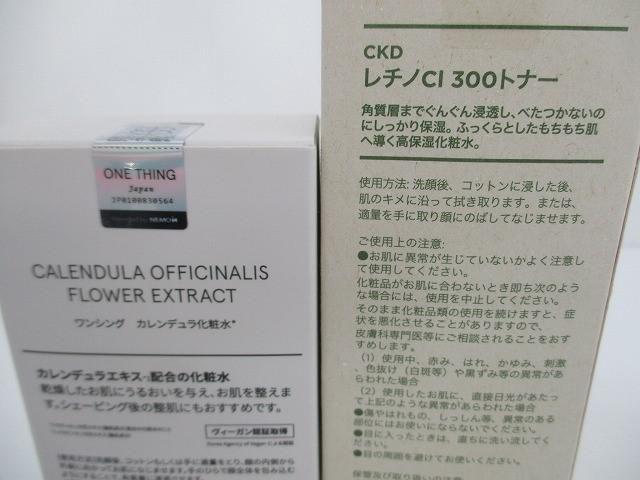 ONE THING
Japan
JP0100830564
CALENDULA OFFICINALIS
FLOWER EXTRACT
ワンシング カレンデュラ化粧水*
カレンデュラエキス*1配合の化粧水
乾燥したお肌にうるおいを与え、お肌を整えま
す。シェービング後の整肌にもおすすめです。
ヴィーガン認証取得
Korea Agency of Vegan による認証
CKD
レチノCI 300トナー
角質層までぐんぐん浸透し、べたつかないの
にしっかり保湿。ふっくらとしたもちもち肌
へ導く高保湿化粧水。
使用方法: 洗顔後、コットンに浸した後、
肌のキメに沿って拭き取ります。または、
適量を手に取り顔にのばしてなじませます。
ご使用上の注意:
●お肌に異常が生じていないかよく注意し
て使用してください。
化粧品がお肌に合わないとき即ち次のよう
な場合には、使用を中止してください。
そのまま化粧品類の使用を続けますと、症
状を悪化させることがありますので、
皮膚科専門医等にご相談されることをおす
すめします。
（1）使用中、赤み、はれ、かゆみ、刺激
、色抜け（白斑等）や黒ずみ等の異常が
あらわれた場合
（2）使用したお肌に、直接日光があたっ
て上記のような異常があらわれた場合
●傷やはれもの、しっしん等、異常のある
部位にはお使いにならないでください。
●目に入ったときは、直ちに洗い流してく
ださい。
●目の周囲を避けてお使いください。
保管及び取り扱いの注意